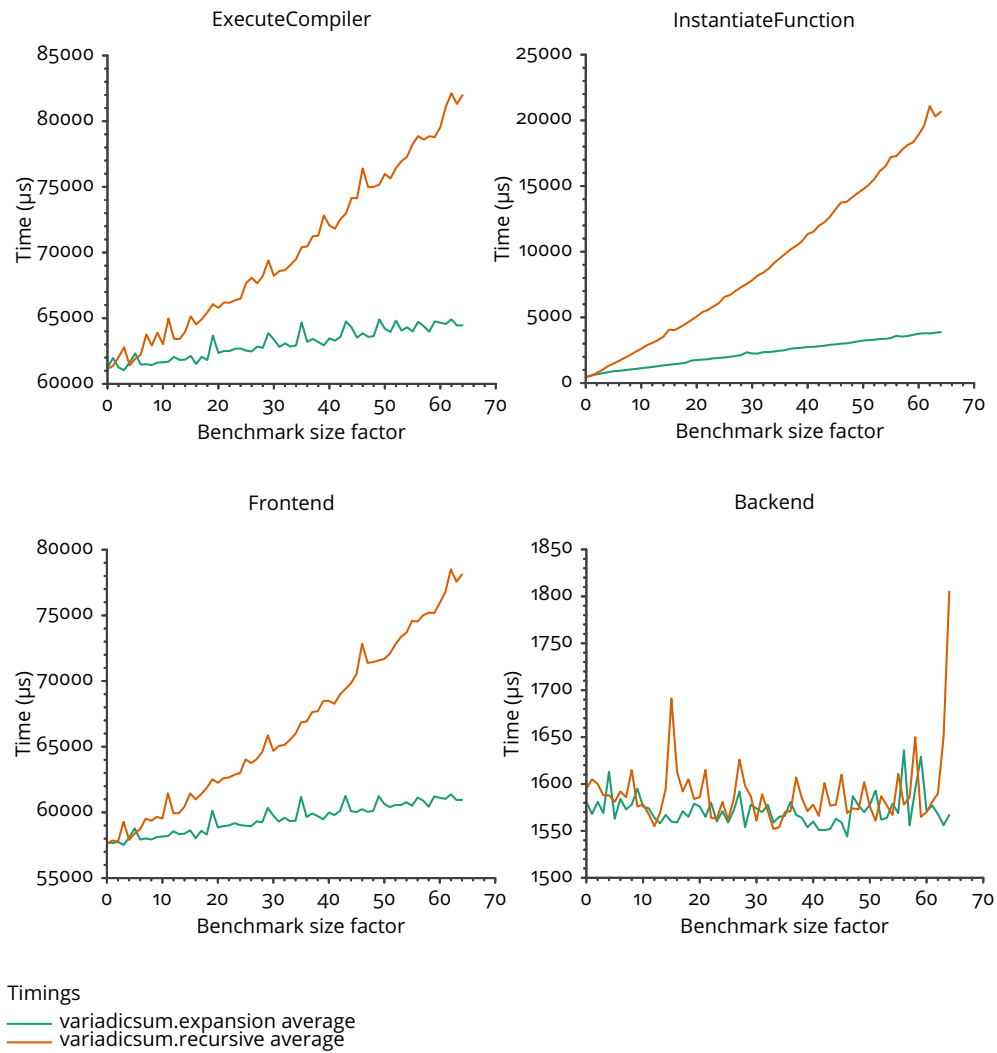 ExecuteCompiler
85000
80000
75000
70000
65000
60000
Time (µs)
0 10 20 30 40 50 60 70
Benchmark size factor
InstantiateFunction
25000
20000
15000
10000
5000
0
Time (µs)
0 10 20 30 40 50 60 70
Benchmark size factor
Frontend
80000
75000
70000
65000
60000
55000
Time (µs)
0 10 20 30 40 50 60 70
Benchmark size factor
Backend
1850
1800
1750
1700
1650
1600
1550
1500
Time (µs)
0 10 20 30 40 50 60 70
Benchmark size factor
Timings
variadicsum.expansion average
variadicsum.recursive average